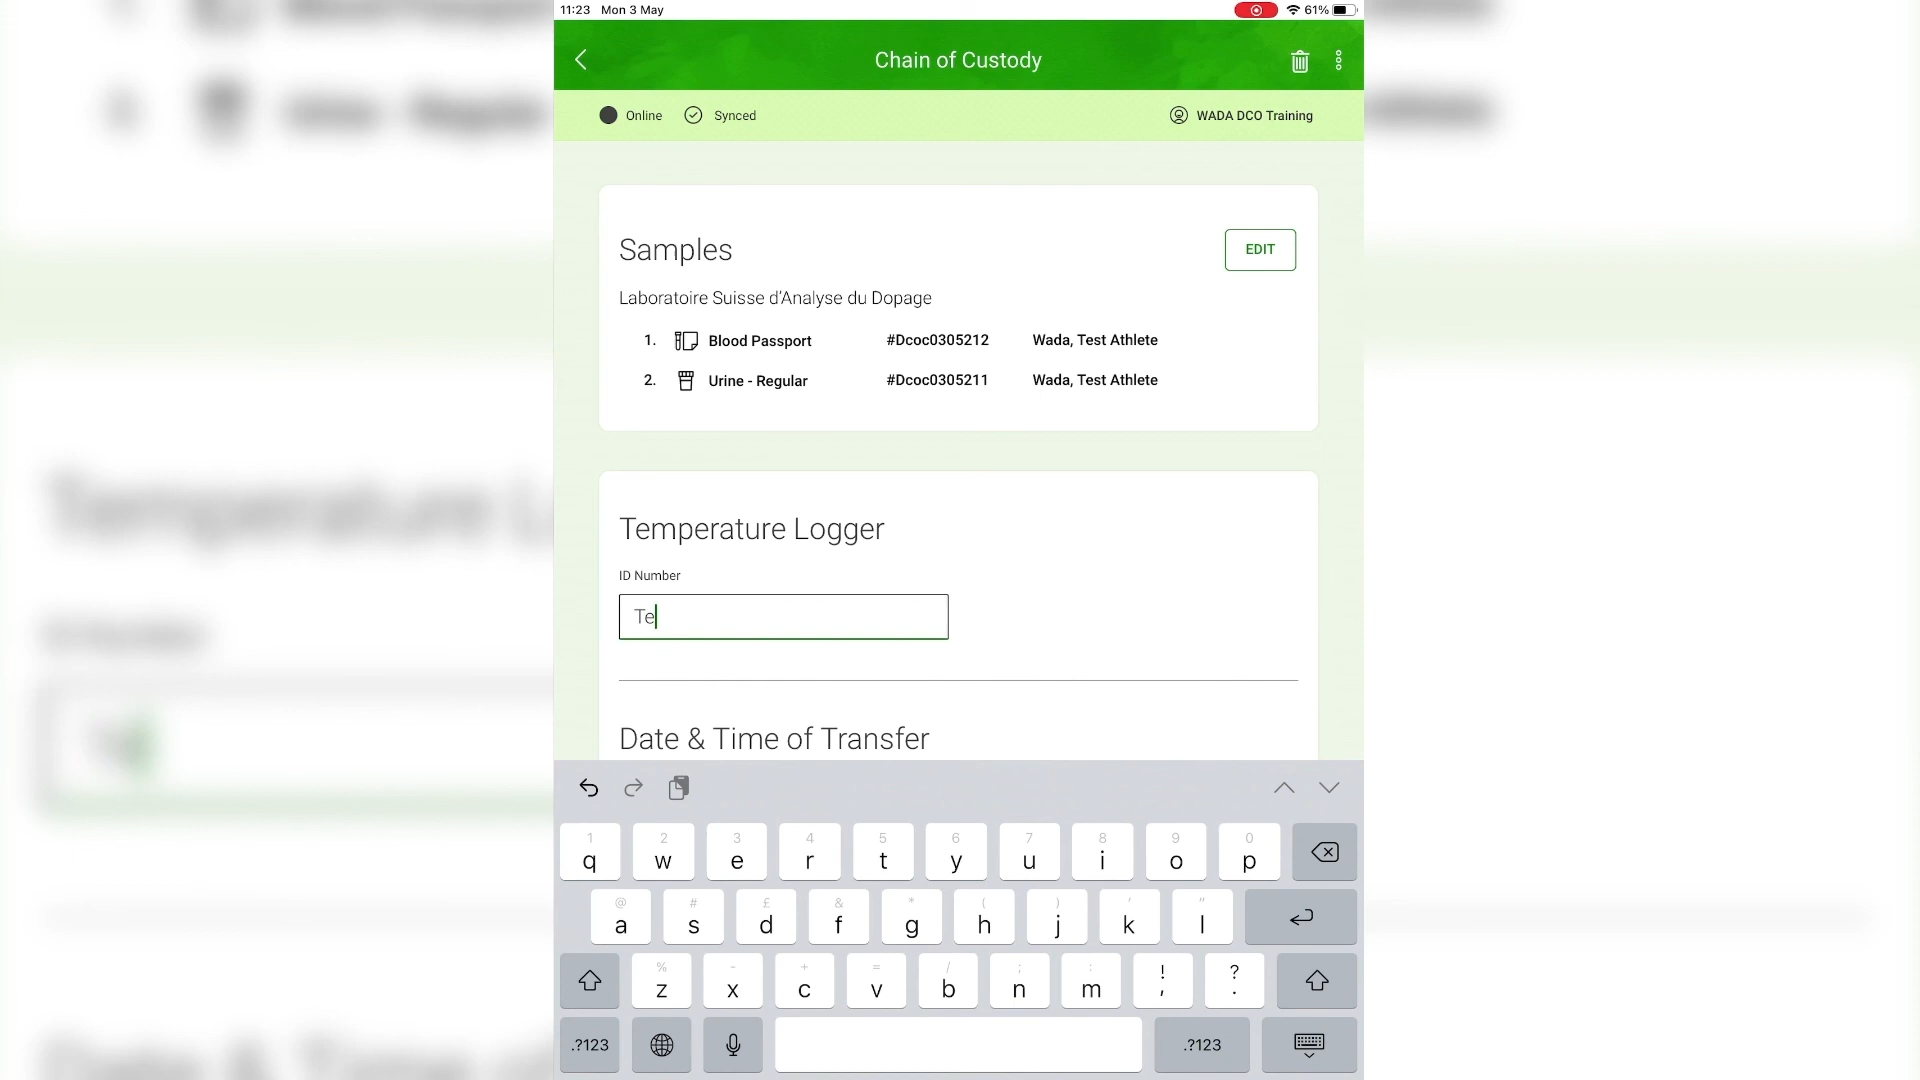 11:23 Mon 3 May 61%
Chain of Custody
Online Synced WADA DCO Training
Samples EDIT
Laboratoire Suisse d'Analyse du Dopage
1. Blood Passport #Dcoc0305212 Wada, Test Athlete
2. Urine - Regular #Dcoc0305211 Wada, Test Athlete
Temperature Logger
ID Number
Te
Date & Time of Transfer
1 2 3 4 5 6 7 8 9 0
q w e r t y u i o p
@ # £ & * ( ) ' "
a s d f g h j k l
% - + = / ; : ! ?
z x c v b n m , .
.?123 .?123